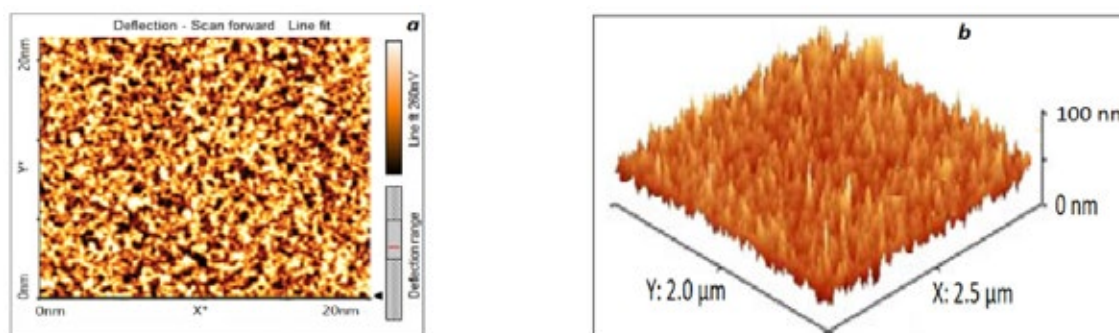 Deflection - Scan forward Line fit
a
20nm
Y*
0nm
0nm
X*
20nm
Line fit 260mV
Deflection range
b
100 nm
0 nm
Y: 2.0 µm
X: 2.5 µm